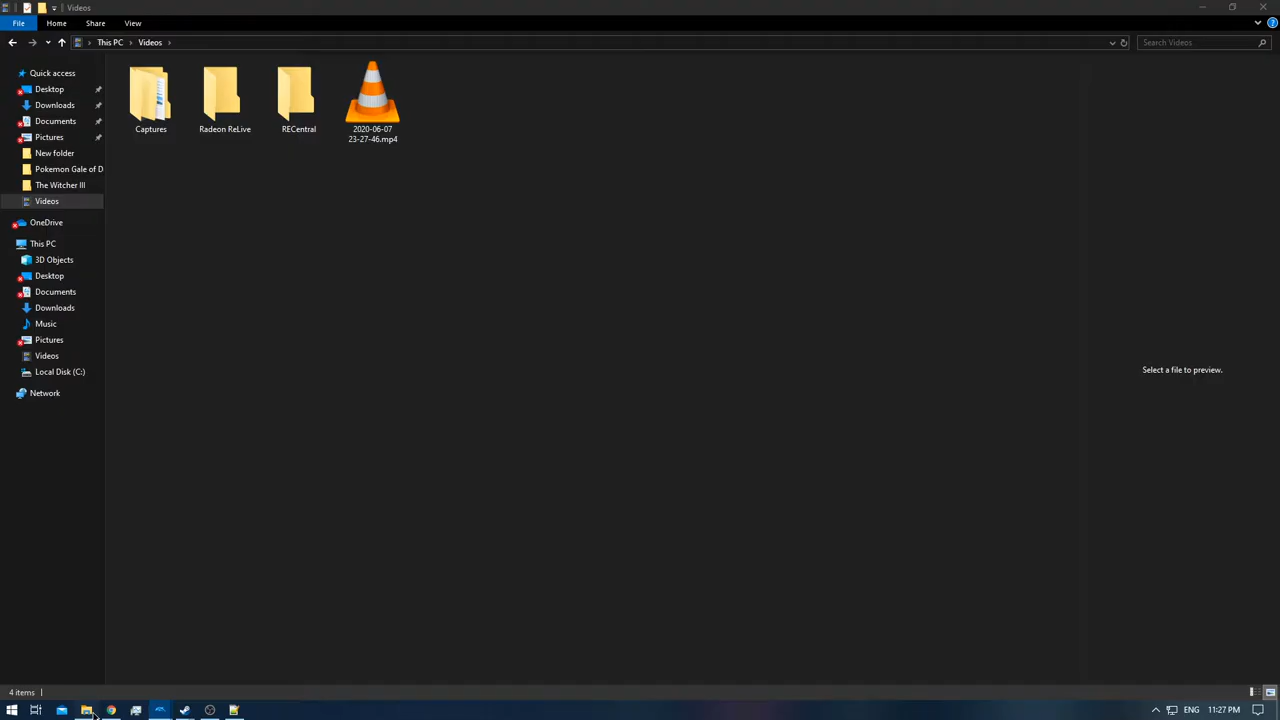 Videos
File Home Share View
This PC Videos
Search Videos
Quick access
Desktop
Downloads
Documents
Pictures
New folder
Pokemon Gale of D
The Witcher III
Videos
OneDrive
This PC
3D Objects
Desktop
Documents
Downloads
Music
Pictures
Videos
Local Disk (C:)
Network
Captures
Radeon ReLive
RECentral
2020-06-07
23-27-46.mp4
Select a file to preview.
4 items
ENG 11:27 PM